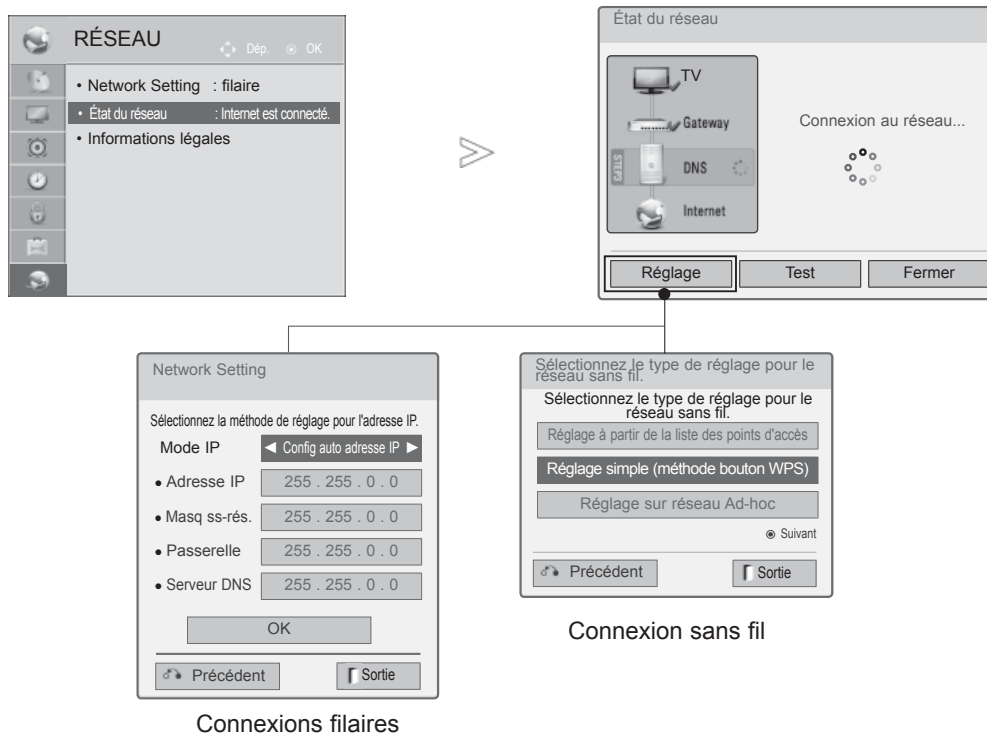 RÉSEAU
Dép. OK
• Network Setting : filaire
• État du réseau : Internet est connecté.
• Informations légales
État du réseau
TV
Gateway
STEP3
DNS
Internet
Connexion au réseau...
Réglage
Test
Fermer
Network Setting
Sélectionnez la méthode de réglage pour l'adresse IP.
Mode IP ◄ Config auto adresse IP ►
• Adresse IP 255 . 255 . 0 . 0
• Masq ss-rés. 255 . 255 . 0 . 0
• Passerelle 255 . 255 . 0 . 0
• Serveur DNS 255 . 255 . 0 . 0
OK
Précédent
Sortie
Connexions filaires
Sélectionnez le type de réglage pour le
réseau sans fil.
Sélectionnez le type de réglage pour le
réseau sans fil.
Réglage à partir de la liste des points d'accès
Réglage simple (méthode bouton WPS)
Réglage sur réseau Ad-hoc
Suivant
Précédent
Sortie
Connexion sans fil